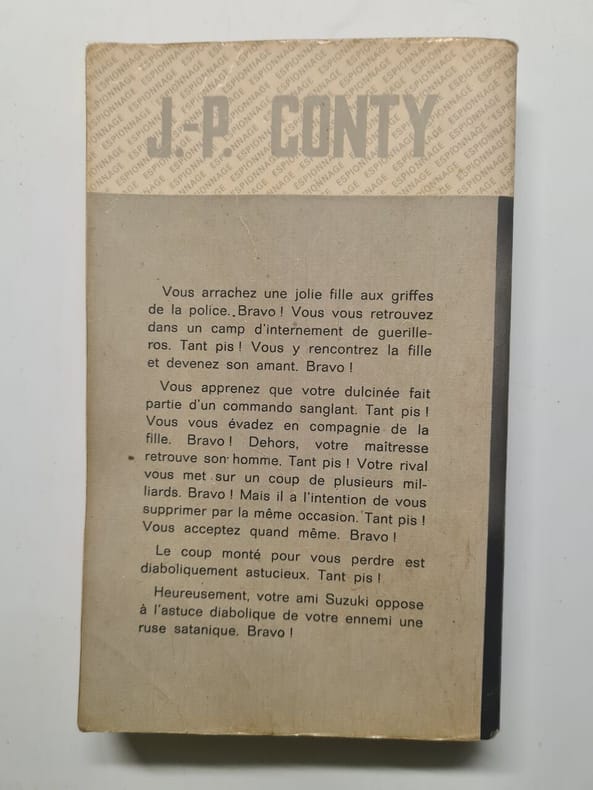 J.-P. CONTY
Vous arrachez une jolie fille aux griffes
de la police. Bravo ! Vous vous retrouvez
dans un camp d'internement de guerille-
ros. Tant pis ! Vous y rencontrez la fille
et devenez son amant. Bravo !
Vous apprenez que votre dulcinée fait
partie d'un commando sanglant. Tant pis !
Vous vous évadez en compagnie de la
fille. Bravo ! Dehors, votre maîtresse
retrouve son homme. Tant pis ! Votre rival
vous met sur un coup de plusieurs mil-
liards. Bravo ! Mais il a l'intention de vous
supprimer par la même occasion. Tant pis !
Vous acceptez quand même. Bravo !
Le coup monté pour vous perdre est
diaboliquement astucieux. Tant pis !
Heureusement, votre ami Suzuki oppose
à l'astuce diabolique de votre ennemi une
ruse satanique. Bravo !